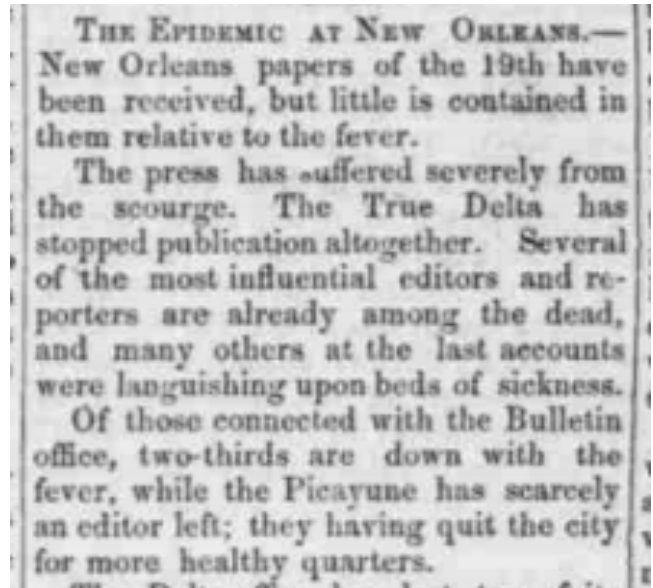 THE EPIDEMIC AT NEW ORLEANS.—
New Orleans papers of the 19th have
been received, but little is contained in
them relative to the fever.
The press has suffered severely from
the scourge. The True Delta has
stopped publication altogether. Several
of the most influential editors and re-
porters are already among the dead,
and many others at the last accounts
were languishing upon beds of sickness.
Of those connected with the Bulletin
office, two-thirds are down with the
fever, while the Picayune has scarcely
an editor left; they having quit the city
for more healthy quarters.